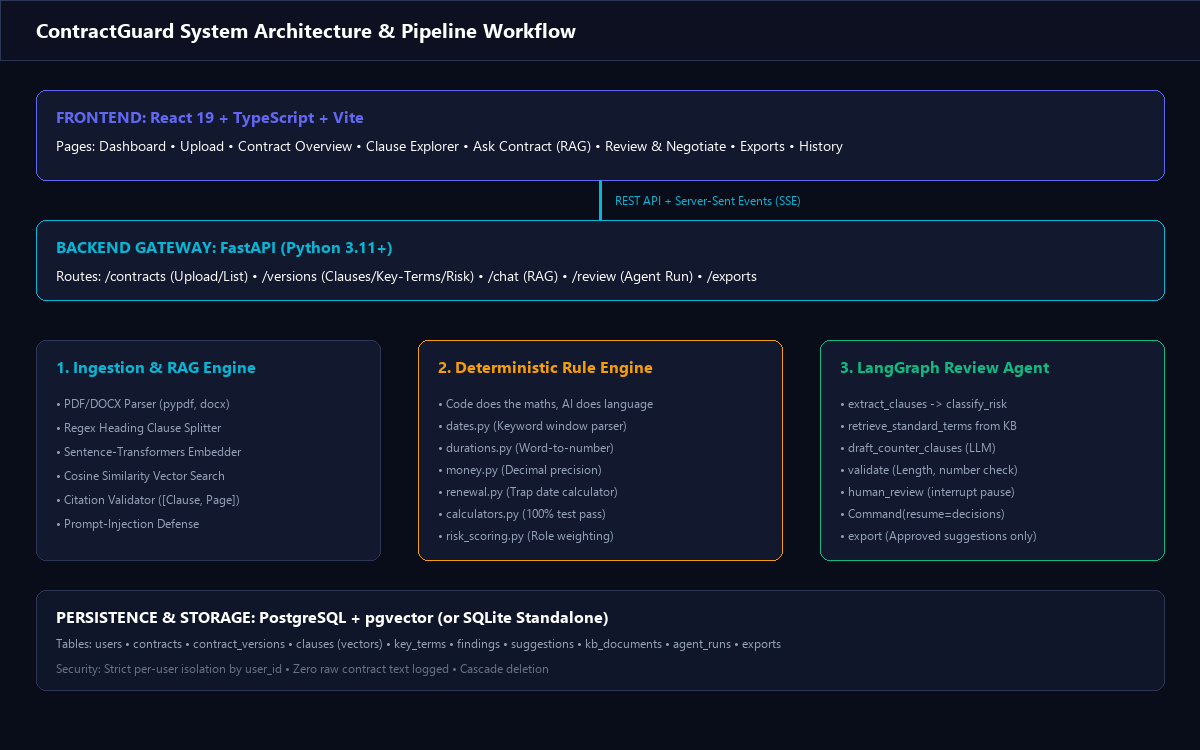 ContractGuard System Architecture & Pipeline Workflow
FRONTEND: React 19 + TypeScript + Vite
Pages: Dashboard • Upload • Contract Overview • Clause Explorer • Ask Contract (RAG) • Review & Negotiate • Exports • History
REST API + Server-Sent Events (SSE)
BACKEND GATEWAY: FastAPI (Python 3.11+)
Routes: /contracts (Upload/List) • /versions (Clauses/Key-Terms/Risk) • /chat (RAG) • /review (Agent Run) • /exports
1. Ingestion & RAG Engine
• PDF/DOCX Parser (pypdf, docx)
• Regex Heading Clause Splitter
• Sentence-Transformers Embedder
• Cosine Similarity Vector Search
• Citation Validator ([Clause, Page])
• Prompt-Injection Defense
2. Deterministic Rule Engine
• Code does the maths, AI does language
• dates.py (Keyword window parser)
• durations.py (Word-to-number)
• money.py (Decimal precision)
• renewal.py (Trap date calculator)
• calculators.py (100% test pass)
• risk_scoring.py (Role weighting)
3. LangGraph Review Agent
• extract_clauses -> classify_risk
• retrieve_standard_terms from KB
• draft_counter_clauses (LLM)
• validate (Length, number check)
• human_review (interrupt pause)
• Command(resume=decisions)
• export (Approved suggestions only)
PERSISTENCE & STORAGE: PostgreSQL + pgvector (or SQLite Standalone)
Tables: users • contracts • contract_versions • clauses (vectors) • key_terms • findings • suggestions • kb_documents • agent_runs • exports
Security: Strict per-user isolation by user_id • Zero raw contract text logged • Cascade deletion